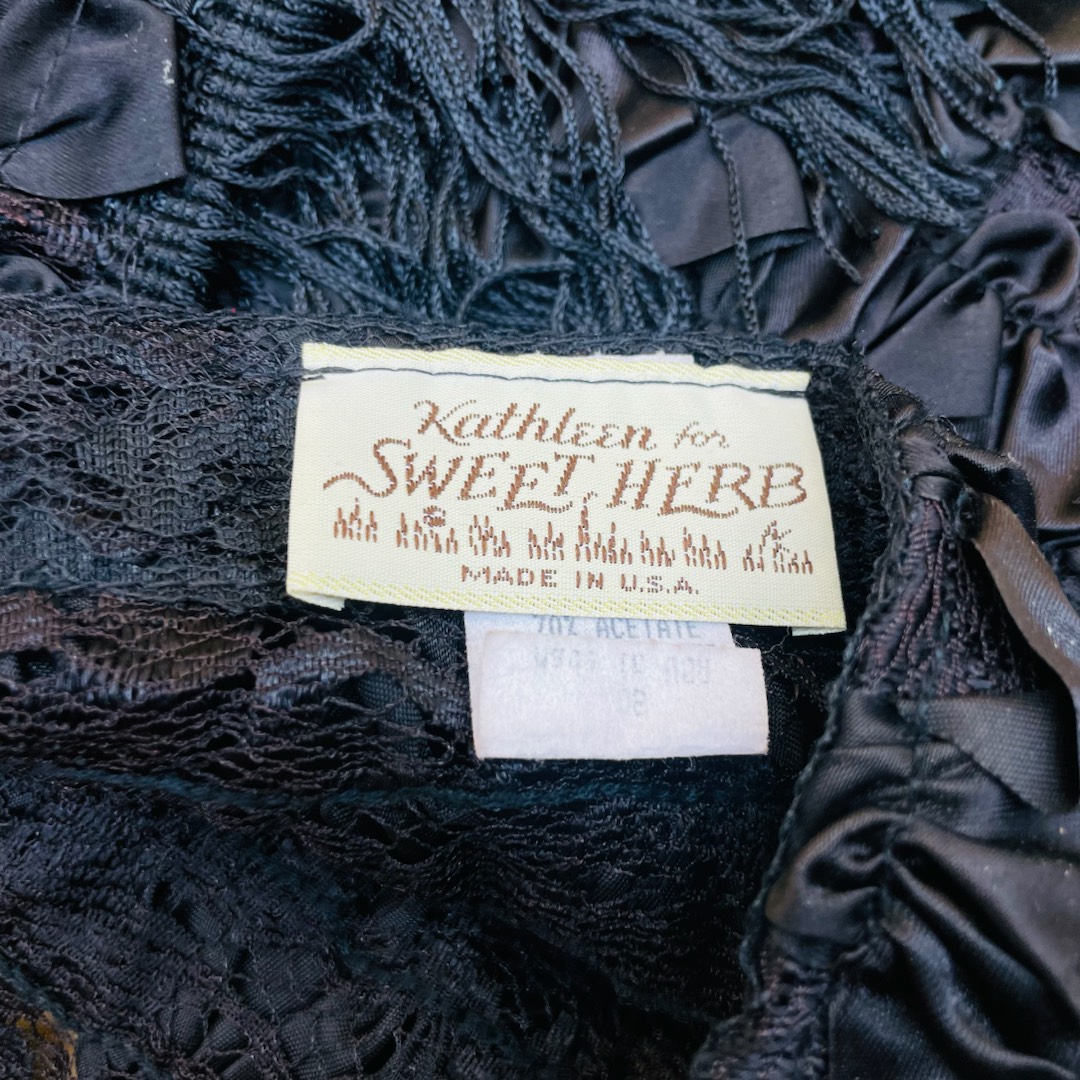 Kathleen for
SWEET HERB
MADE IN U.S.A.
70% ACETATE